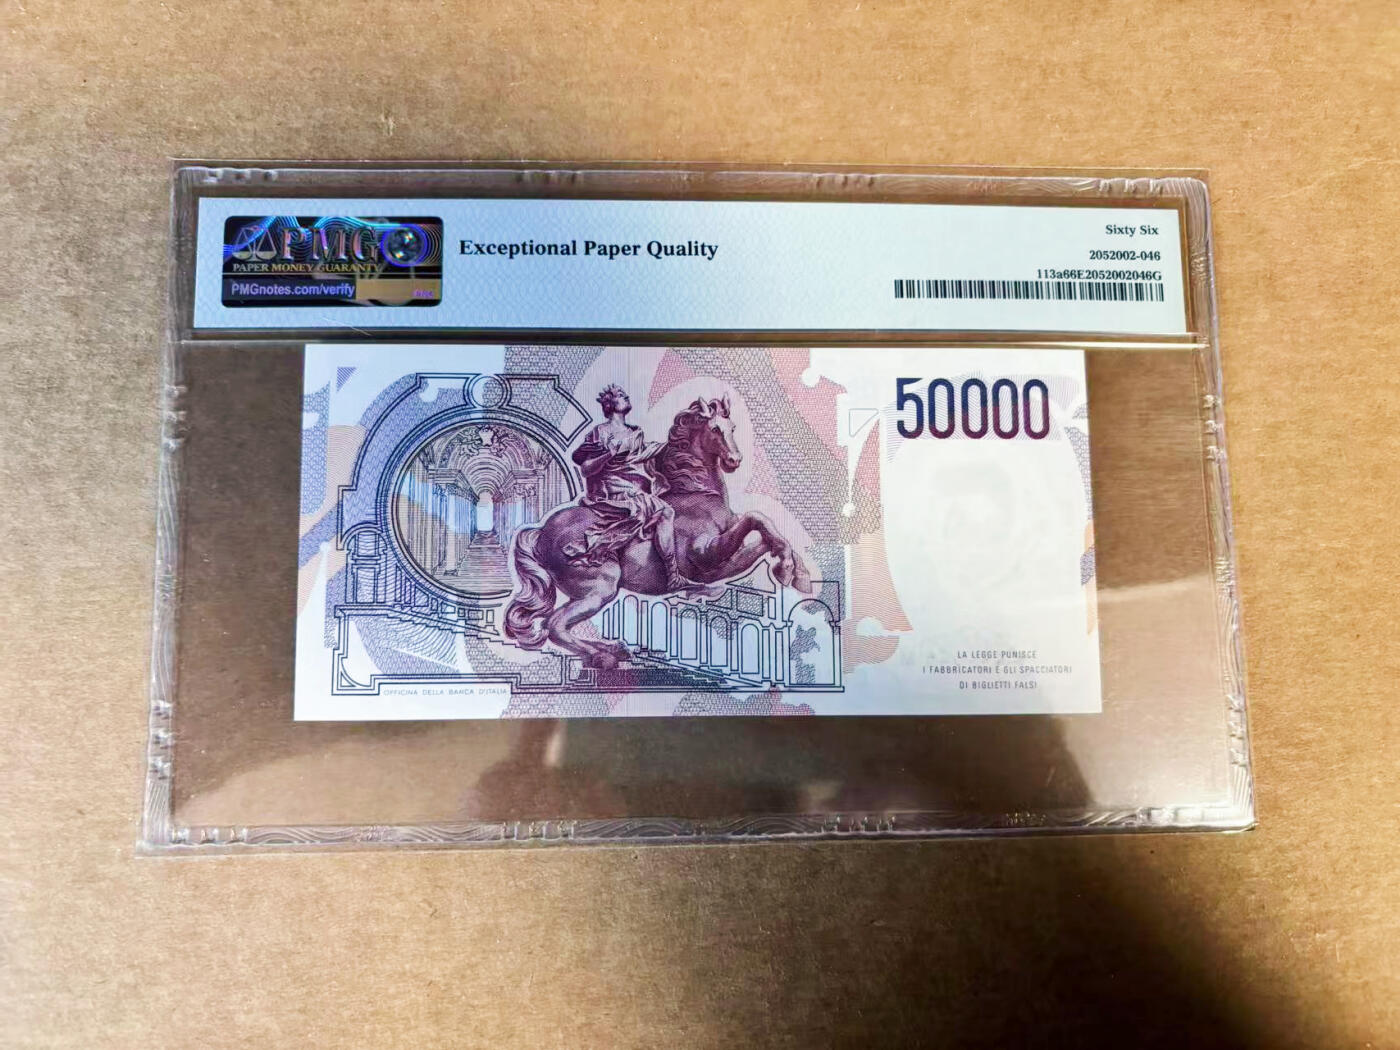 PMG
PAPER MONEY GUARANTY
PMGnotes.com/verify
Exceptional Paper Quality
Sixty Six
2052002-046
113a66E2052002046G
50000
LA LEGGE PUNISCE
I FABBRICATORI E GLI SPACCIATORI
DI BIGLIETTI FALSI
OFFICINA DELLA BANCA D'ITALIA